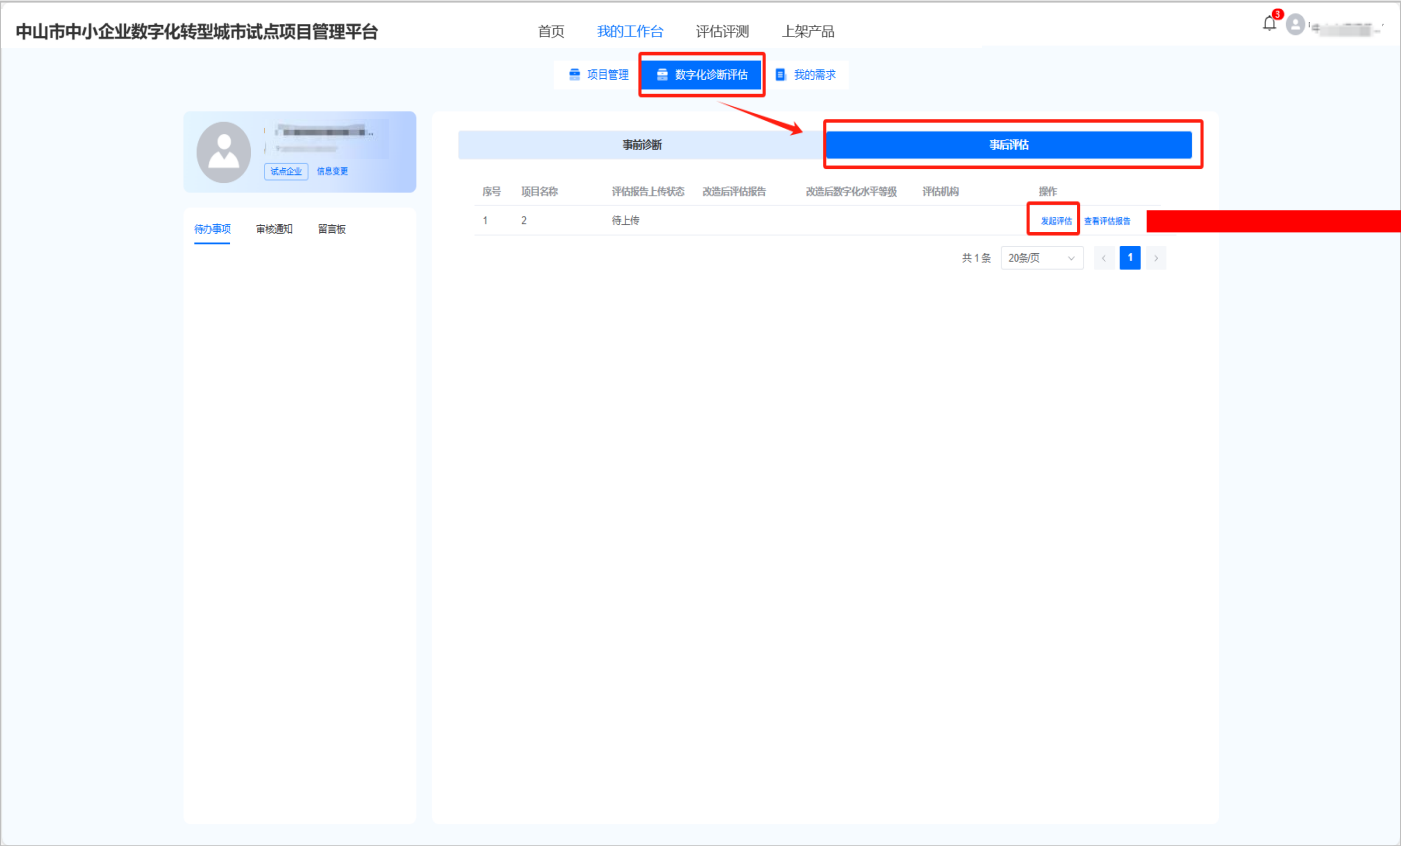 中山市中小企业数字化转型城市试点项目管理平台
首页 我的工作台 评估评测 上架产品
3
项目管理 数字化诊断评估 我的需求
试点企业 信息变更
待办事项 审核通知 留言板
事前诊断 事后评估
序号 项目名称 评估报告上传状态 改造后评估报告 改造后数字化水平等级 评估机构 操作
1 2 待上传 发起评估 查看评估报告
共 1 条 20条/页 1